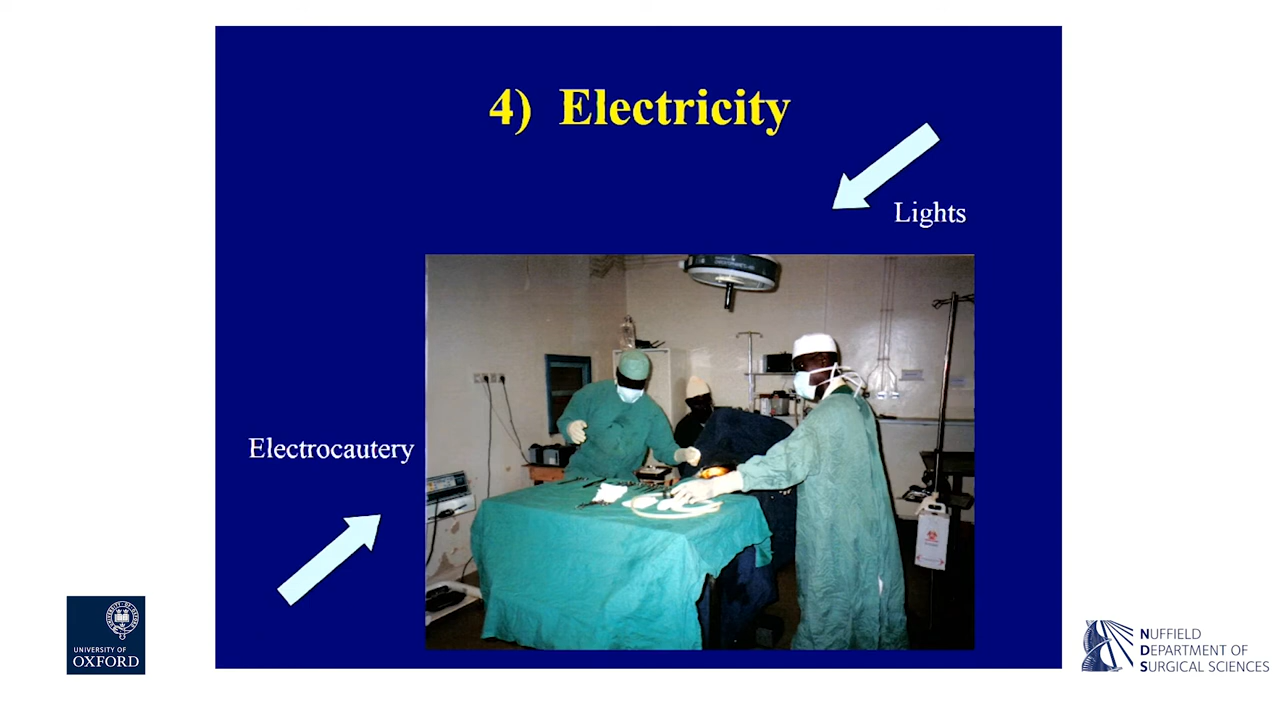 4) Electricity
Lights
Electrocautery
UNIVERSITY OF
OXFORD
NUFFIELD
DEPARTMENT OF
SURGICAL SCIENCES